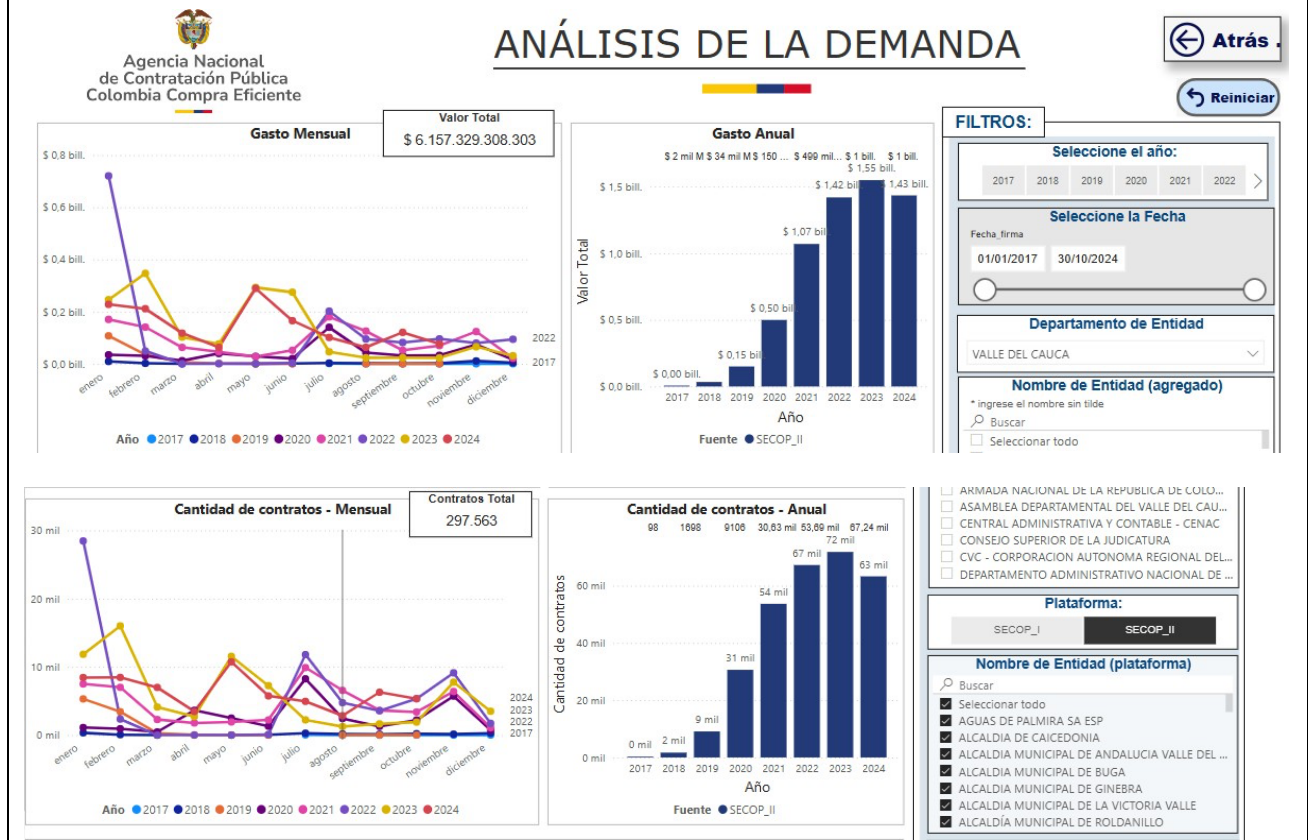 Agencia Nacional
de Contratación Pública
Colombia Compra Eficiente
ANÁLISIS DE LA DEMANDA
Atrás .
Reiniciar
Gasto Mensual
Valor Total
$ 6.157.329.308.303
$ 0,8 bill.
$ 0,6 bill.
$ 0,4 bill.
$ 0,2 bill.
$ 0,0 bill.
2022
2017
enero febrero marzo abril mayo junio julio agosto septiembre octubre noviembre diciembre
Año 2017 2018 2019 2020 2021 2022 2023 2024
Gasto Anual
$ 2 mil M $ 34 mil M $ 160 ... $ 499 mil... $ 1 bill. $ 1 bill.
Valor Total
$ 1,5 bill.
$ 1,0 bill.
$ 0,5 bill.
$ 0,0 bill.
$ 0,00 bill.
$ 0,15 bill
$ 0,50 bill
$ 1,07 bill
$ 1,42 bill
$ 1,55 bill.
$ 1,43 bill.
2017 2018 2019 2020 2021 2022 2023 2024
Año
Fuente SECOP_II
FILTROS:
Seleccione el año:
2017 2018 2019 2020 2021 2022
Seleccione la Fecha
Fecha_firma
01/01/2017 30/10/2024
Departamento de Entidad
VALLE DEL CAUCA
Nombre de Entidad (agregado)
* ingrese el nombre sin tilde
Buscar
Seleccionar todo
Cantidad de contratos - Mensual
Contratos Total
297.563
30 mil
20 mil
10 mil
0 mil
2024
2023
2022
2017
enero febrero marzo abril mayo junio julio agosto septiembre octubre noviembre diciembre
Año 2017 2018 2019 2020 2021 2022 2023 2024
Cantidad de contratos - Anual
98 1698 9106 30,63 mil 53,69 mil 67,24 mil
Cantidad de contratos
60 mil
40 mil
20 mil
0 mil
0 mil
2 mil
9 mil
31 mil
54 mil
67 mil
72 mil
63 mil
2017 2018 2019 2020 2021 2022 2023 2024
Año
Fuente SECOP_II
ARMADA NACIONAL DE LA REPUBLICA DE COLO...
ASAMBLEA DEPARTAMENTAL DEL VALLE DEL CAU...
CENTRAL ADMINISTRATIVA Y CONTABLE - CENAC
CONSEJO SUPERIOR DE LA JUDICATURA
CVC - CORPORACION AUTONOMA REGIONAL DEL...
DEPARTAMENTO ADMINISTRATIVO NACIONAL DE ...
Plataforma:
SECOP_I SECOP_II
Nombre de Entidad (plataforma)
Buscar
Seleccionar todo
AGUAS DE PALMIRA SA ESP
ALCALDIA DE CAICEDONIA
ALCALDIA MUNICIPAL DE ANDALUCIA VALLE DEL ...
ALCALDIA MUNICIPAL DE BUGA
ALCALDIA MUNICIPAL DE GINEBRA
ALCALDIA MUNICIPAL DE LA VICTORIA VALLE
ALCALDÍA MUNICIPAL DE ROLDANILLO